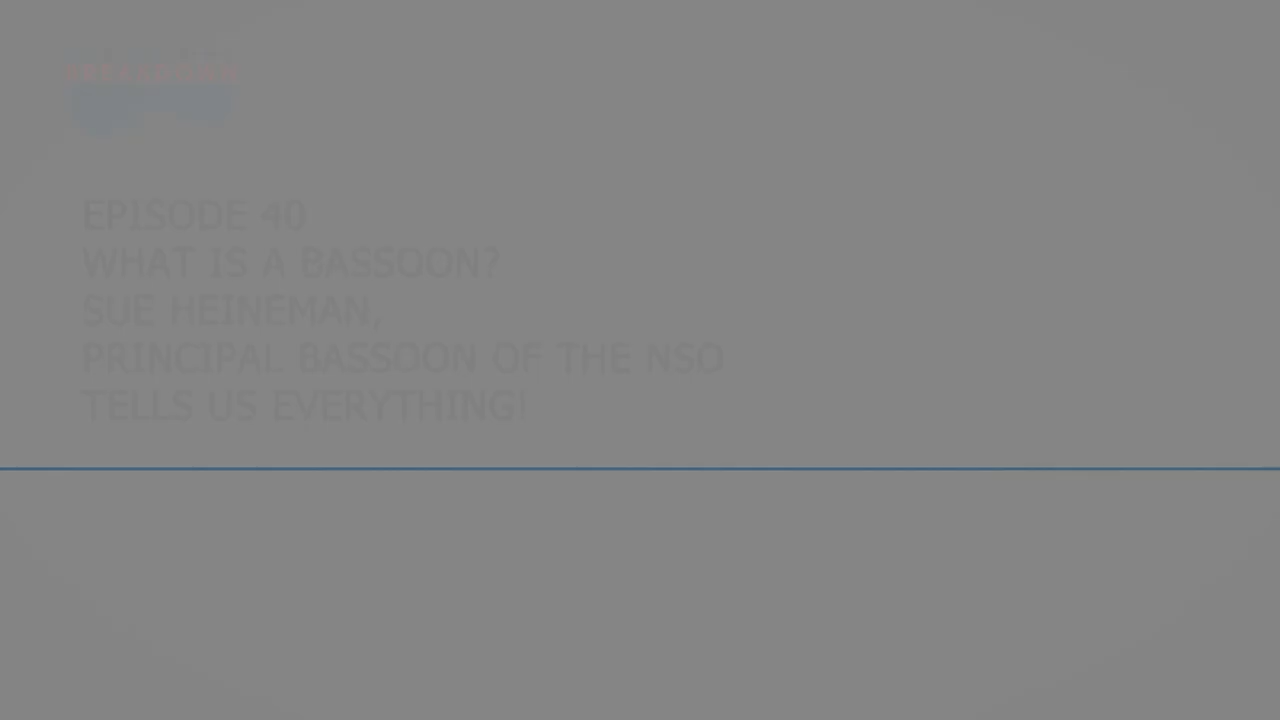 EPISODE 40
WHAT IS A BASSOON?
SUE HEINEMAN,
PRINCIPAL BASSOON OF THE NSO
TELLS US EVERYTHING!